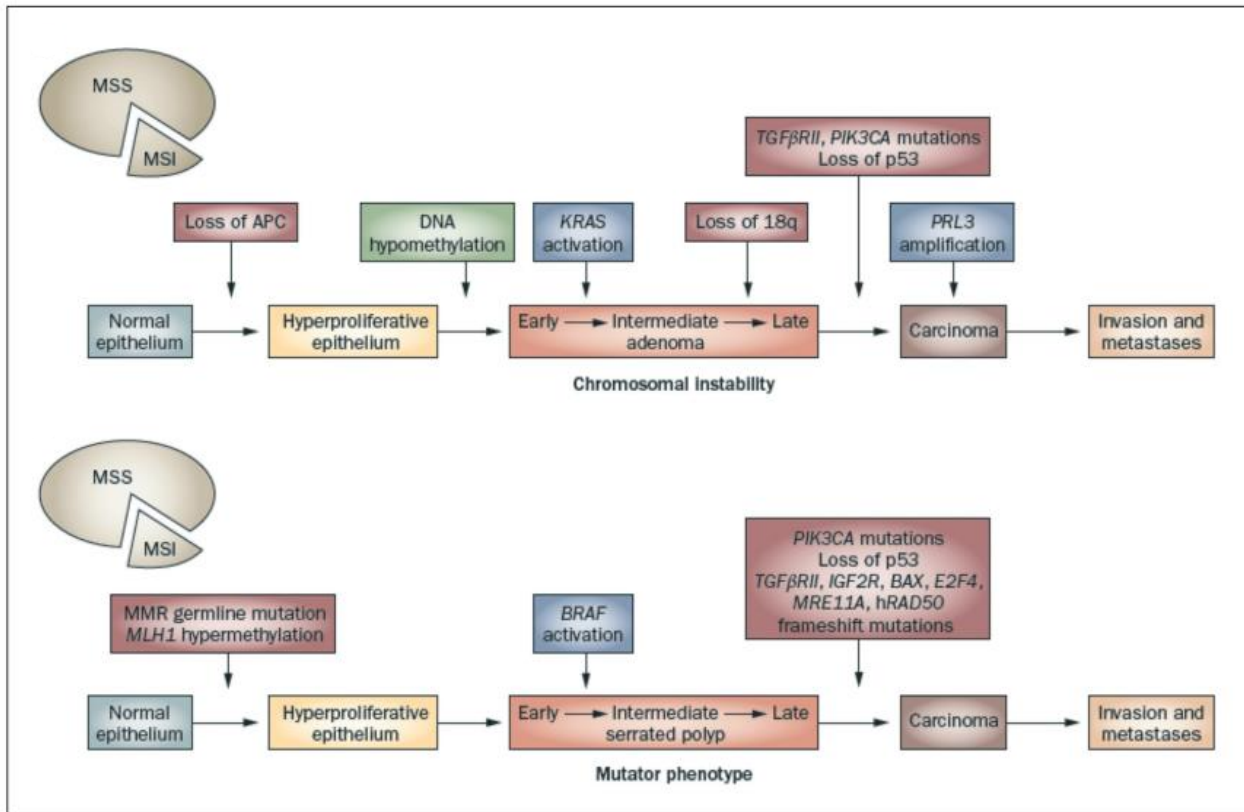 MSS
MSI
TGFβRII, PIK3CA mutations
Loss of p53
Loss of APC
DNA
hypomethylation
KRAS
activation
Loss of 18q
PRL3
amplification
Normal
epithelium
Hyperproliferative
epithelium
Early Intermediate Late
adenoma
Carcinoma
Invasion and
metastases
Chromosomal instability
MSS
MSI
MMR germline mutation
MLH1 hypermethylation
BRAF
activation
PIK3CA mutations
Loss of p53
TGFβRII, IGF2R, BAX, E2F4,
MRE11A, hRAD50
frameshift mutations
Normal
epithelium
Hyperproliferative
epithelium
Early Intermediate Late
serrated polyp
Carcinoma
Invasion and
metastases
Mutator phenotype